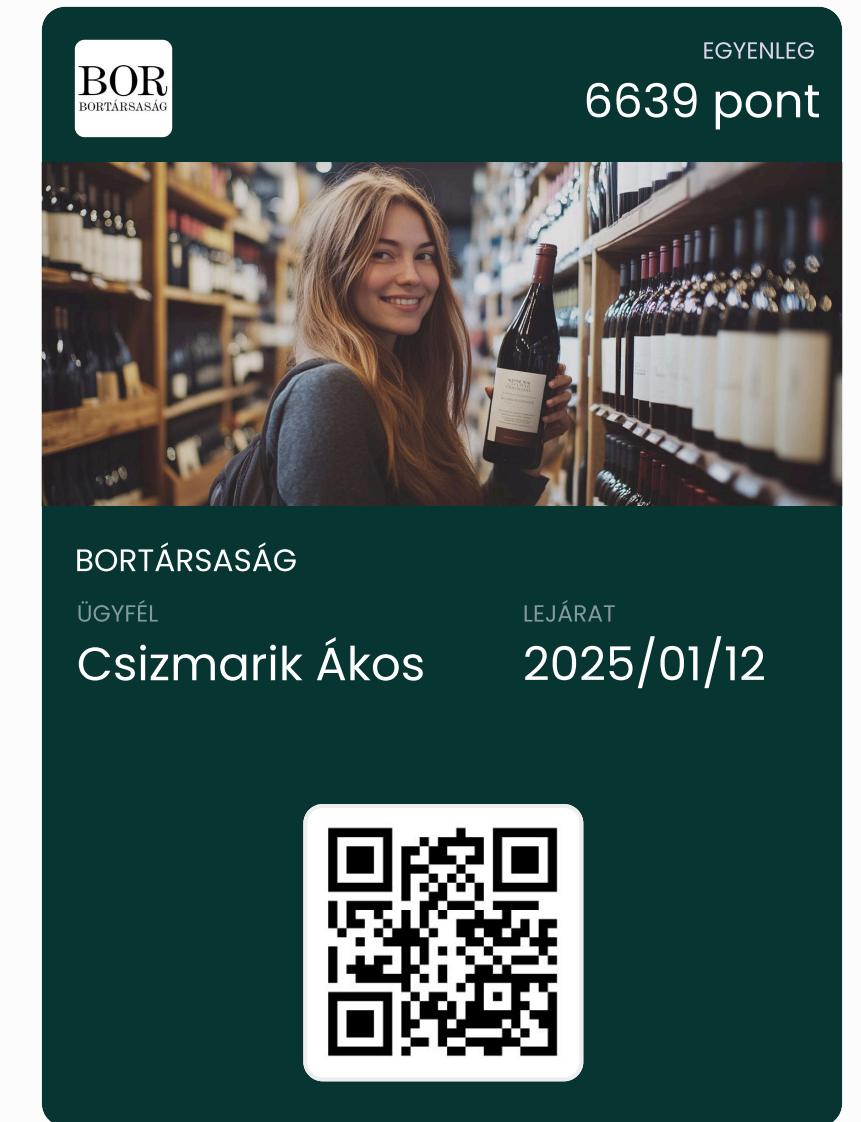 BOR
BORTÁRSASÁG
EGYENLEG
6639 pont
BORTÁRSASÁG
ÜGYFÉL
LEJÁRAT
Csizmarik Ákos
2025/01/12